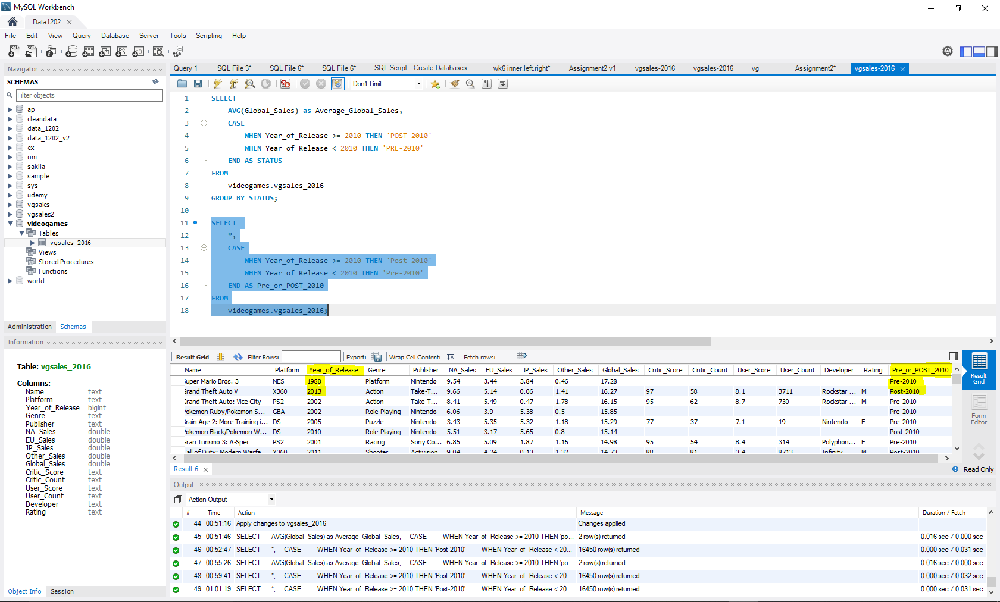 MySQL Workbench
Data1202
File Edit View Query Database Server Tools Scripting Help
Navigator
SCHEMAS
Filter objects
ap
cleandata
data_1202
data_1202_v2
ex
om
sakila
sample
sys
udemy
vgsales
vgsales2
videogames
Tables
vgsales_2016
Views
Stored Procedures
Functions
world
Administration Schemas
Information
Table: vgsales_2016
Columns:
Name text
Platform text
Year_of_Release bigint
Genre text
Publisher text
NA_Sales double
EU_Sales double
JP_Sales double
Other_Sales double
Global_Sales double
Critic_Score text
Critic_Count text
User_Score text
User_Count text
Developer text
Rating text
Object Info Session
Query 1 SQL File 3* SQL File 6* SQL File 6* SQL Script - Create Databases... wk6 inner,left,right* Assignment2 v1 vgsales-2016 vgsales-2016 vg Assignment2* vgsales-2016
Don't Limit
1 SELECT
2 AVG(Global_Sales) as Average_Global_Sales,
3 CASE
4 WHEN Year_of_Release >= 2010 THEN 'POST-2010'
5 WHEN Year_of_Release < 2010 THEN 'PRE-2010'
6 END AS STATUS
7 FROM
8 videogames.vgsales_2016
9 GROUP BY STATUS;
10
11 SELECT
12 *,
13 CASE
14 WHEN Year_of_Release >= 2010 THEN 'Post-2010'
15 WHEN Year_of_Release < 2010 THEN 'Pre-2010'
16 END AS Pre_or_POST_2010
17 FROM
18 videogames.vgsales_2016;
Result Grid Filter Rows: Export: Wrap Cell Content: Fetch rows:
Name Platform Year_of_Release Genre Publisher NA_Sales EU_Sales JP_Sales Other_Sales Global_Sales Critic_Score Critic_Count User_Score User_Count Developer Rating Pre_or_POST_2010
Super Mario Bros. 3 NES 1988 Platform Nintendo 9.54 3.44 3.84 0.46 17.28 Pre-2010
Grand Theft Auto V X360 2013 Action Take-T... 9.66 5.14 0.06 1.41 16.27 97 58 8.1 3711 Rockstar ... M Post-2010
Grand Theft Auto: Vice City PS2 2002 Action Take-T... 8.41 5.49 0.47 1.78 16.15 95 62 8.7 730 Rockstar ... M Pre-2010
Pokemon Ruby/Pokemon S... GBA 2002 Role-Playing Nintendo 6.06 3.9 5.38 0.5 15.85 Pre-2010
Brain Age 2: More Training i... DS 2005 Puzzle Nintendo 3.43 5.35 5.32 1.18 15.29 77 37 7.1 19 Nintendo E Pre-2010
Pokemon Black/Pokemon W... DS 2010 Role-Playing Nintendo 5.51 3.17 5.65 0.8 15.14 Post-2010
Gran Turismo 3: A-Spec PS2 2001 Racing Sony Co... 6.85 5.09 1.87 1.16 14.98 95 54 8.4 314 Polyphon... E Pre-2010
Call of Duty: Modern Warfa... X360 2011 Shooter Activision 9.04 4.24 0.13 1.32 14.73 88 81 3.4 8713 Infinity M Post-2010
Result Grid
Form Editor
Result 6
Read Only
Output
Action Output
# Time Action Message Duration / Fetch
44 00:51:16 Apply changes to vgsales_2016 Changes applied
45 00:51:46 SELECT AVG(Global_Sales) as Average_Global_Sales, CASE WHEN Year_of_Release >= 2010 THEN 'po... 2 row(s) returned 0.016 sec / 0.000 sec
46 00:52:47 SELECT *, CASE WHEN Year_of_Release >= 2010 THEN 'Post-2010' WHEN Year_of_Release < 20... 16450 row(s) returned 0.000 sec / 0.031 sec
47 00:55:26 SELECT AVG(Global_Sales) as Average_Global_Sales, CASE WHEN Year_of_Release >= 2010 THEN 'po... 2 row(s) returned 0.016 sec / 0.000 sec
48 00:59:41 SELECT *, CASE WHEN Year_of_Release >= 2010 THEN 'Post-2010' WHEN Year_of_Release < 20... 16450 row(s) returned 0.000 sec / 0.032 sec
49 01:01:19 SELECT *, CASE WHEN Year_of_Release >= 2010 THEN 'Post-2010' WHEN Year_of_Release < 20... 16450 row(s) returned 0.000 sec / 0.031 sec